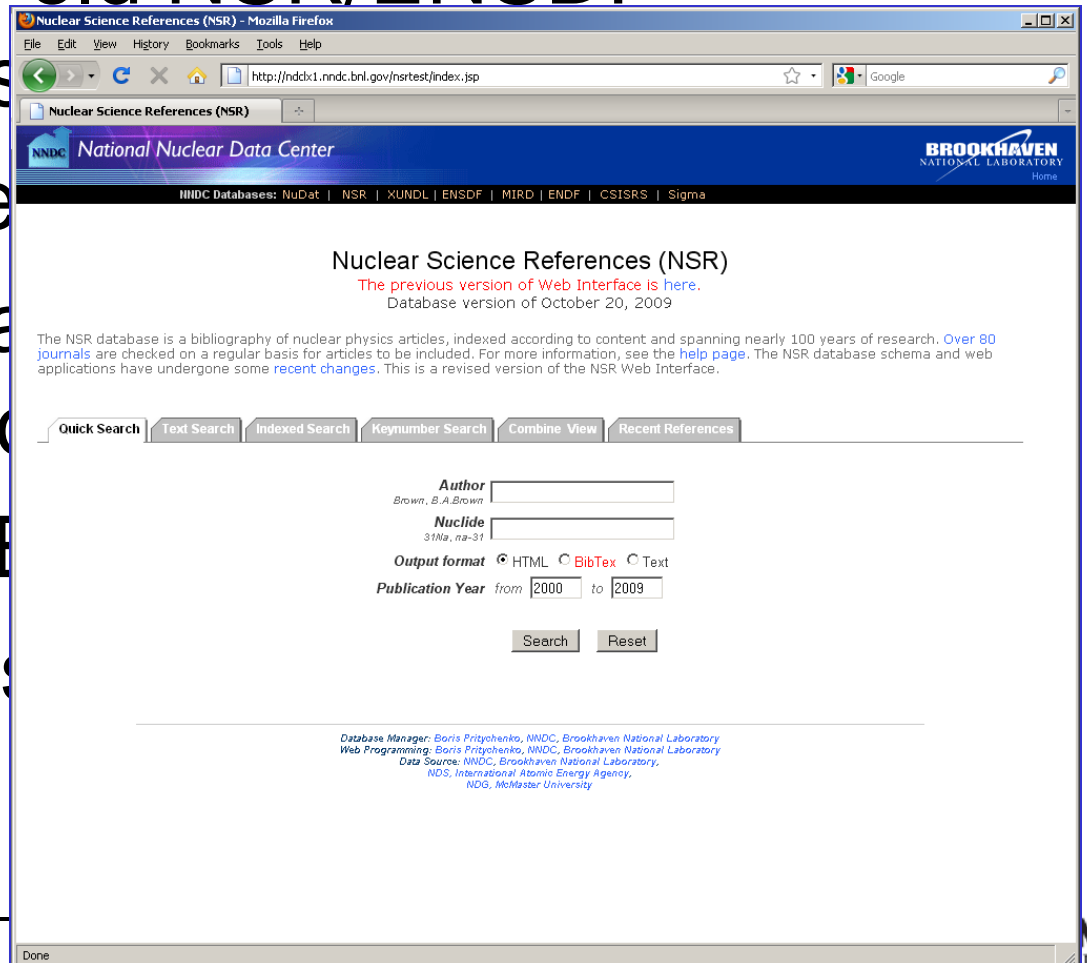 Nuclear Science References (NSR) - Mozilla Firefox
File Edit View History Bookmarks Tools Help
http://ndclx1.nndc.bnl.gov/nsrtest/index.jsp
Google
Nuclear Science References (NSR)
NNDC National Nuclear Data Center
BROOKHAVEN
NATIONAL LABORATORY
Home
NNDC Databases: NuDat | NSR | XUNDL | ENSDF | MIRD | ENDF | CSISRS | Sigma
Nuclear Science References (NSR)
The previous version of Web Interface is here.
Database version of October 20, 2009
The NSR database is a bibliography of nuclear physics articles, indexed according to content and spanning nearly 100 years of research. Over 80
journals are checked on a regular basis for articles to be included. For more information, see the help page. The NSR database schema and web
applications have undergone some recent changes. This is a revised version of the NSR Web Interface.
Quick Search Text Search Indexed Search Keynumber Search Combine View Recent References
Author
Brown, B.A.Brown
Nuclide
31Na, na-31
Output format HTML BibTex Text
Publication Year from 2000 to 2009
Search Reset
Database Manager: Boris Pritychenko, NNDC, Brookhaven National Laboratory
Web Programming: Boris Pritychenko, NNDC, Brookhaven National Laboratory
Data Source: NNDC, Brookhaven National Laboratory,
NDS, International Atomic Energy Agency,
NDG, McMaster University
Done